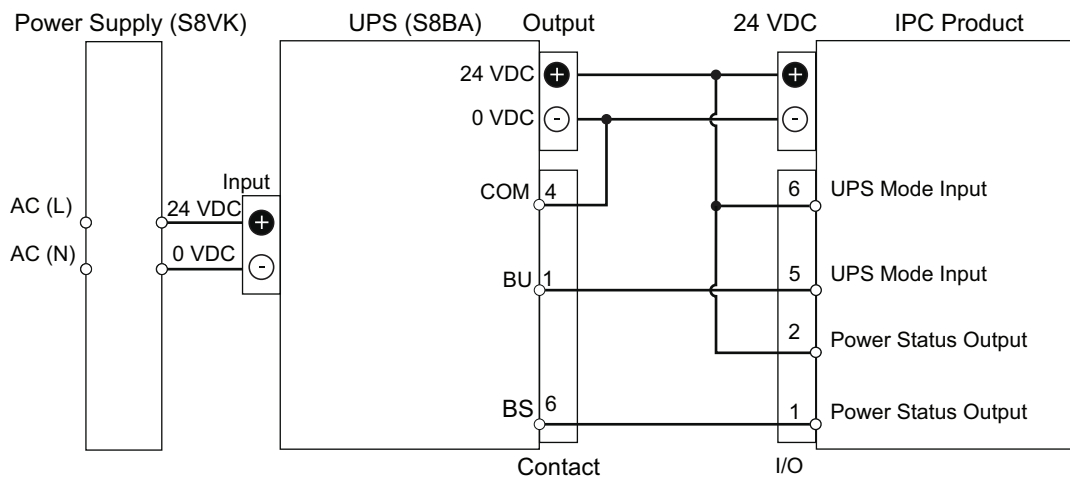 Power Supply (S8VK)
UPS (S8BA)
Output
24 VDC
IPC Product
24 VDC
+
+
0 VDC
-
-
Input
COM
4
6
UPS Mode Input
AC (L)
24 VDC
+
AC (N)
0 VDC
-
BU
1
5
UPS Mode Input
2
Power Status Output
BS
6
1
Power Status Output
Contact
I/O